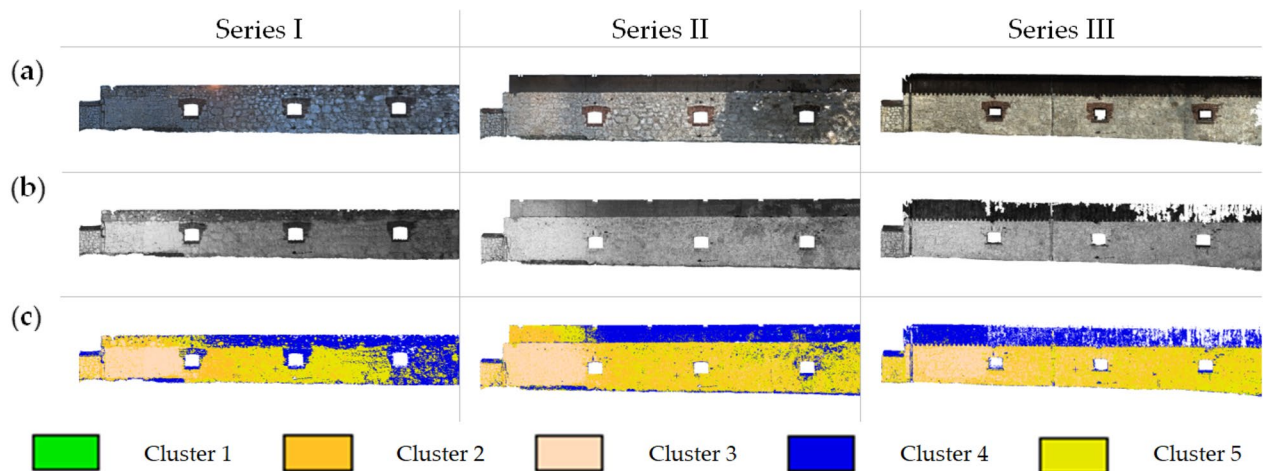 Series I Series II Series III
(a)
(b)
(c)
Cluster 1 Cluster 2 Cluster 3 Cluster 4 Cluster 5